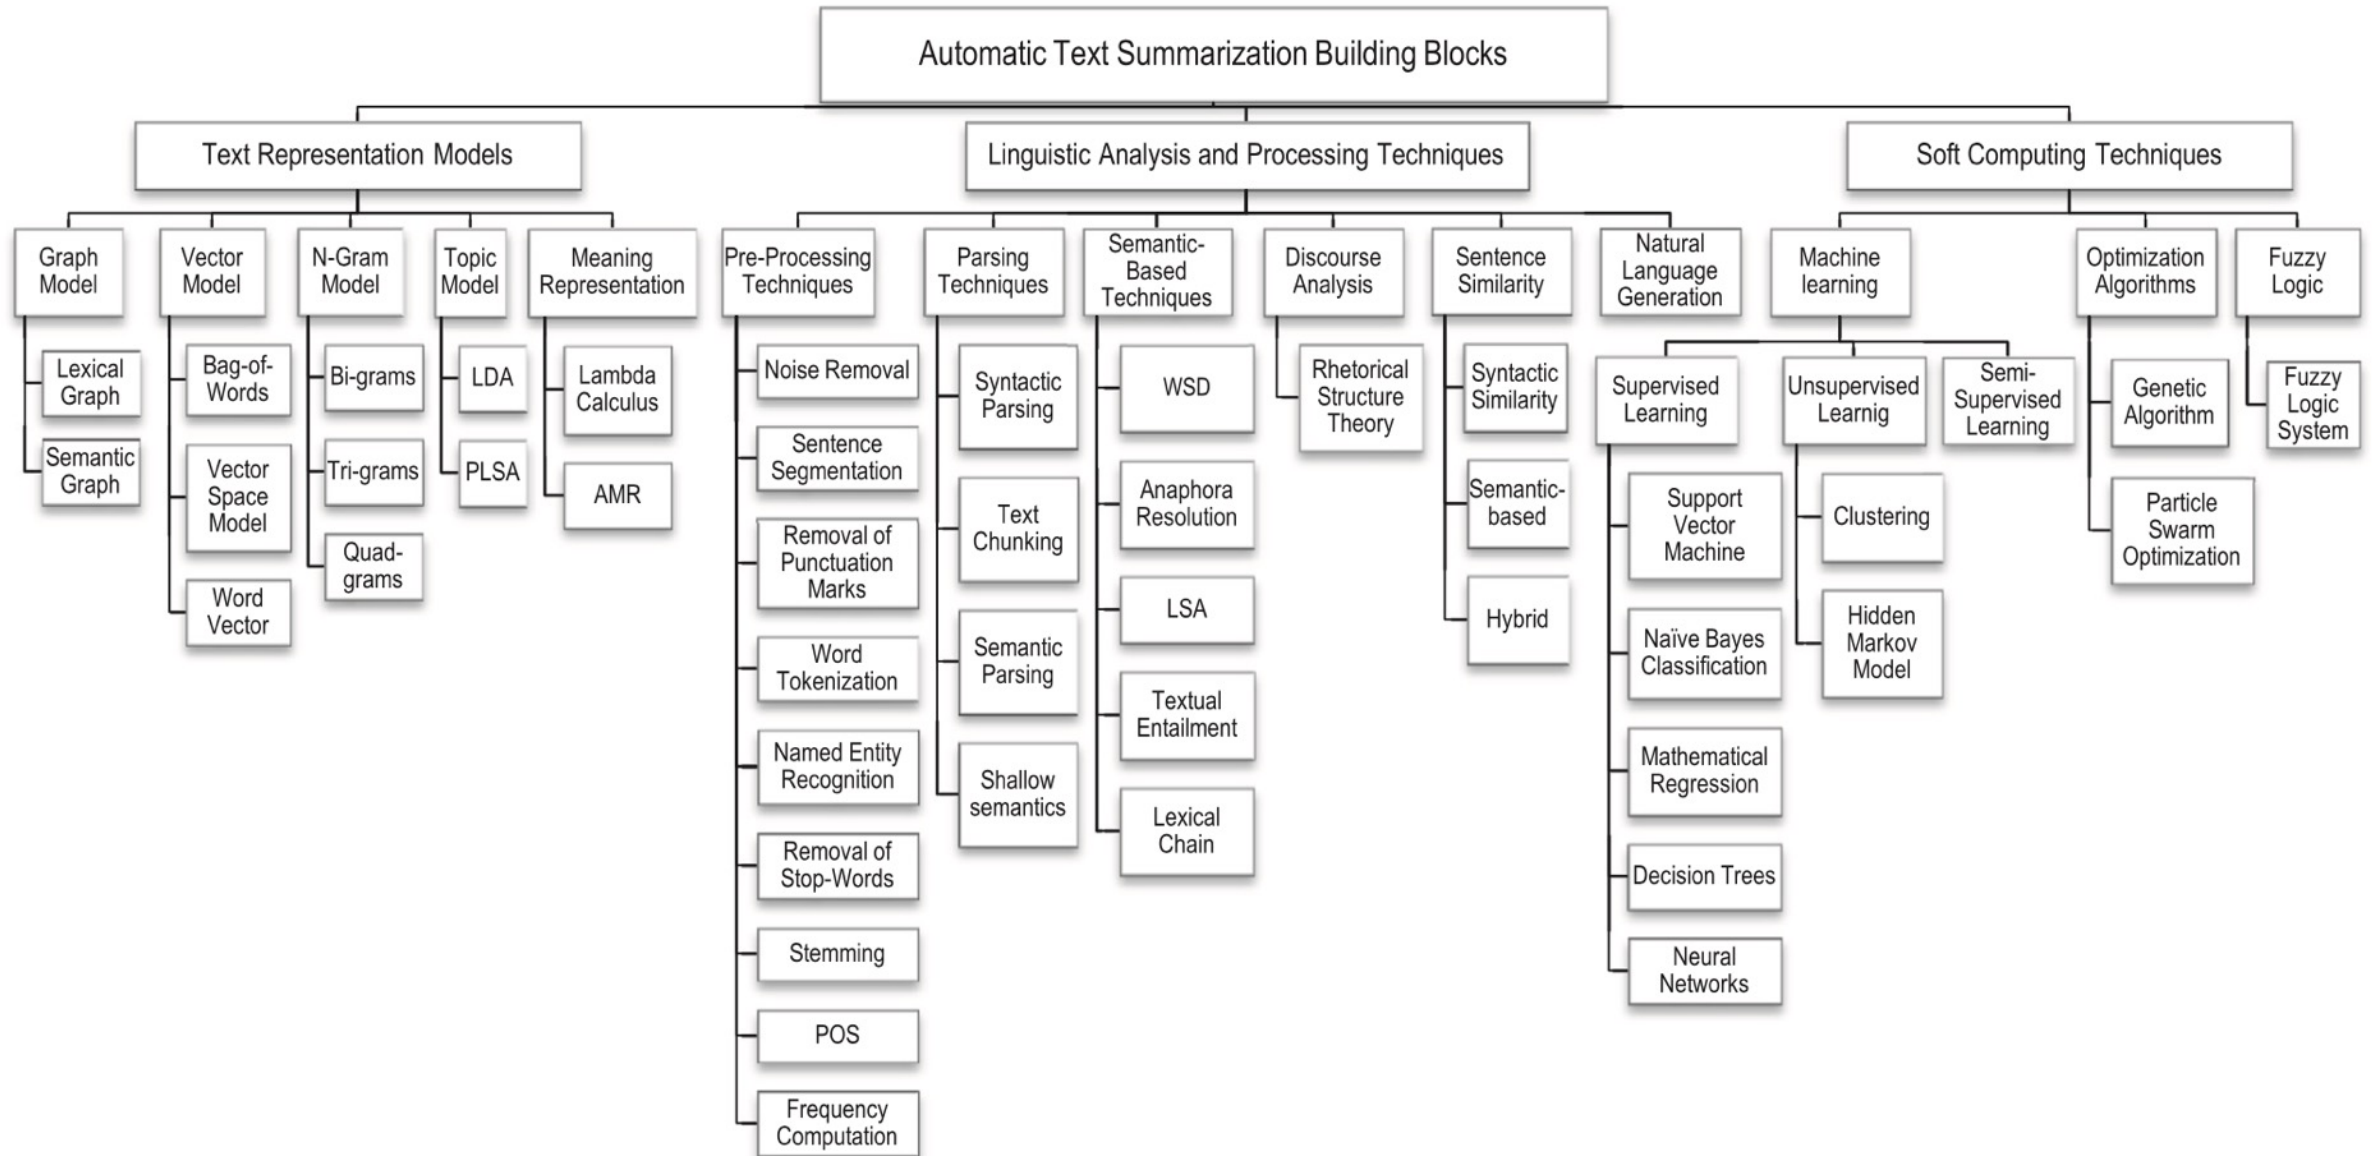 Automatic Text Summarization Building Blocks
Text Representation Models
Linguistic Analysis and Processing Techniques
Soft Computing Techniques
Graph
Model
Vector
Model
N-Gram
Model
Topic
Model
Meaning
Representation
Pre-Processing
Techniques
Parsing
Techniques
Semantic-
Based
Techniques
Discourse
Analysis
Sentence
Similarity
Natural
Language
Generation
Machine
learning
Optimization
Algorithms
Fuzzy
Logic
Lexical
Graph
Semantic
Graph
Bag-of-
Words
Vector
Space
Model
Word
Vector
Bi-grams
Tri-grams
Quad-
grams
LDA
PLSA
Lambda
Calculus
AMR
Noise Removal
Sentence
Segmentation
Removal of
Punctuation
Marks
Word
Tokenization
Named Entity
Recognition
Removal of
Stop-Words
Stemming
POS
Frequency
Computation
Syntactic
Parsing
Text
Chunking
Semantic
Parsing
Shallow
semantics
WSD
Anaphora
Resolution
LSA
Textual
Entailment
Lexical
Chain
Rhetorical
Structure
Theory
Syntactic
Similarity
Semantic-
based
Hybrid
Supervised
Learning
Unsupervised
Learnig
Semi-
Supervised
Learning
Support
Vector
Machine
Naïve Bayes
Classification
Mathematical
Regression
Decision Trees
Neural
Networks
Clustering
Hidden
Markov
Model
Genetic
Algorithm
Particle
Swarm
Optimization
Fuzzy
Logic
System